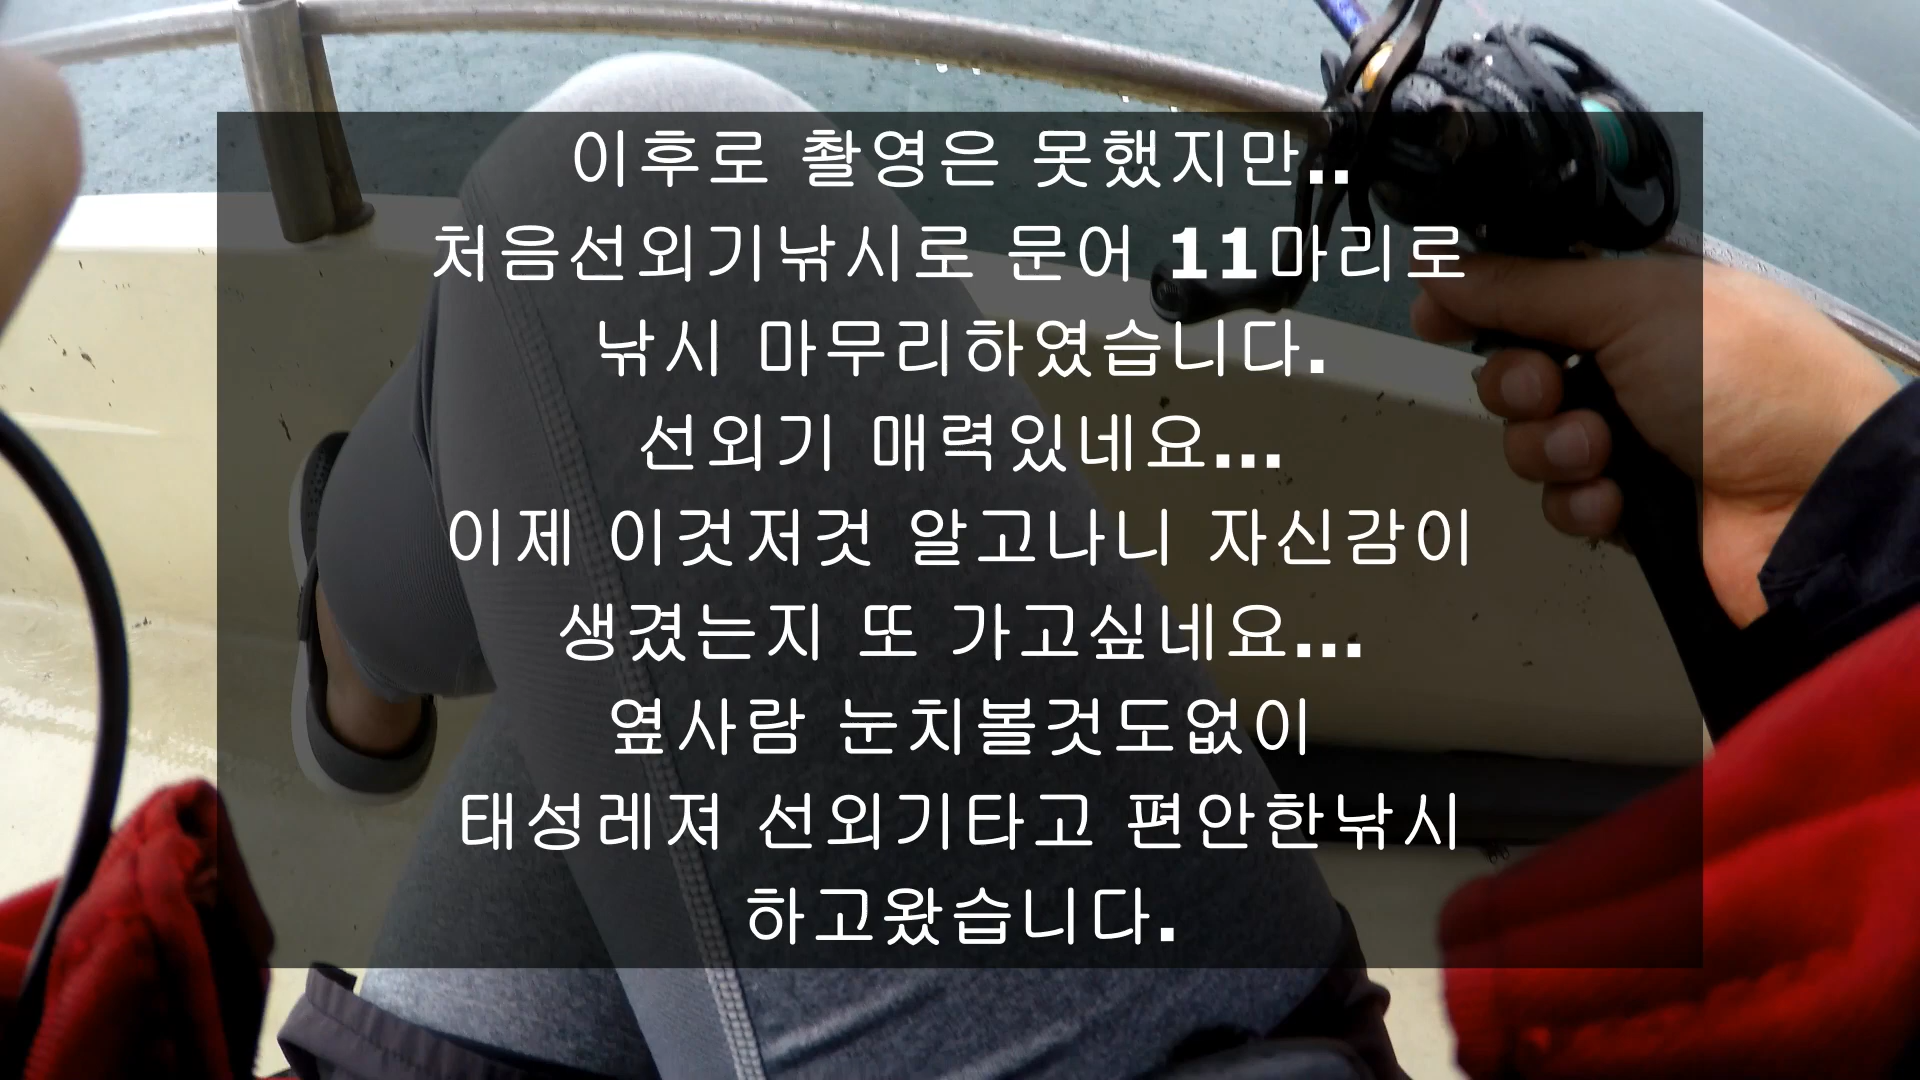 이후로 촬영은 못했지만..
처음선외기낚시로 문어 11마리로
낚시 마무리하였습니다.
선외기 매력있네요...
이제 이것저것 알고나니 자신감이
생겼는지 또 가고싶네요...
옆사람 눈치볼것도없이
태성레져 선외기타고 편안한낚시
하고왔습니다.